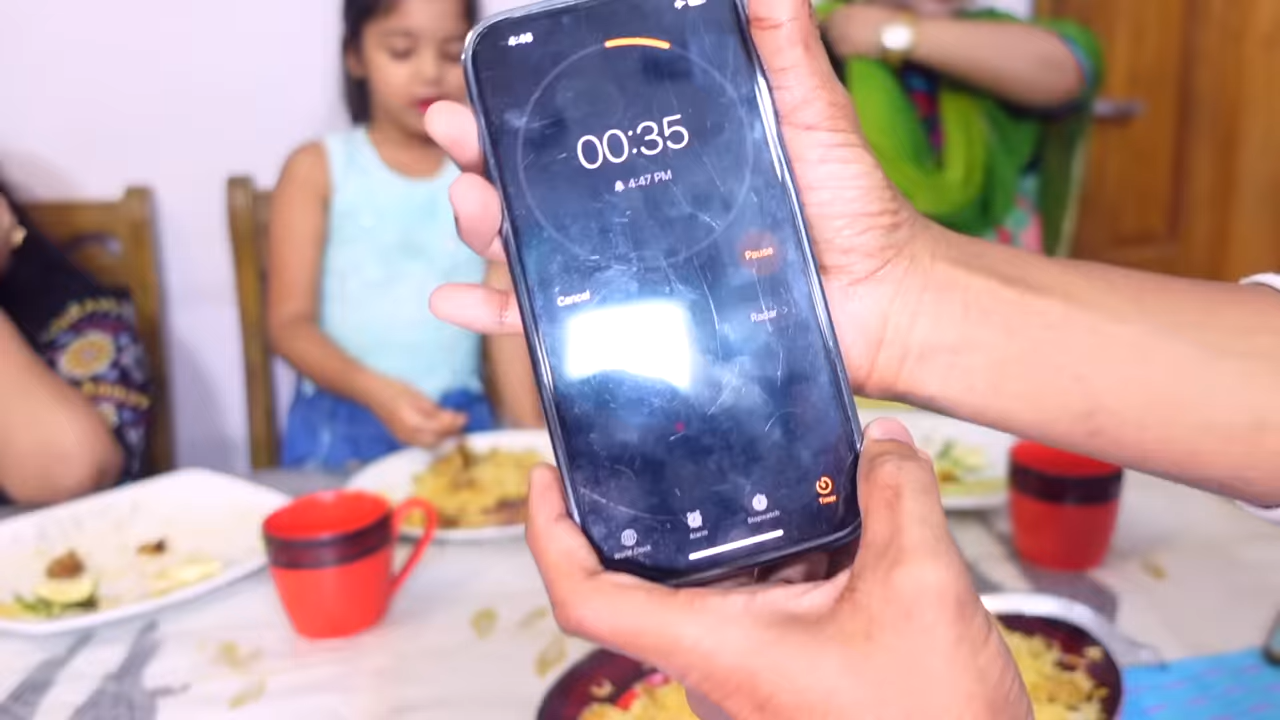 4:46
00:35
4:47 PM
Pause
Cancel
Radar >
World Clock
Alarm
Stopwatch
Timer